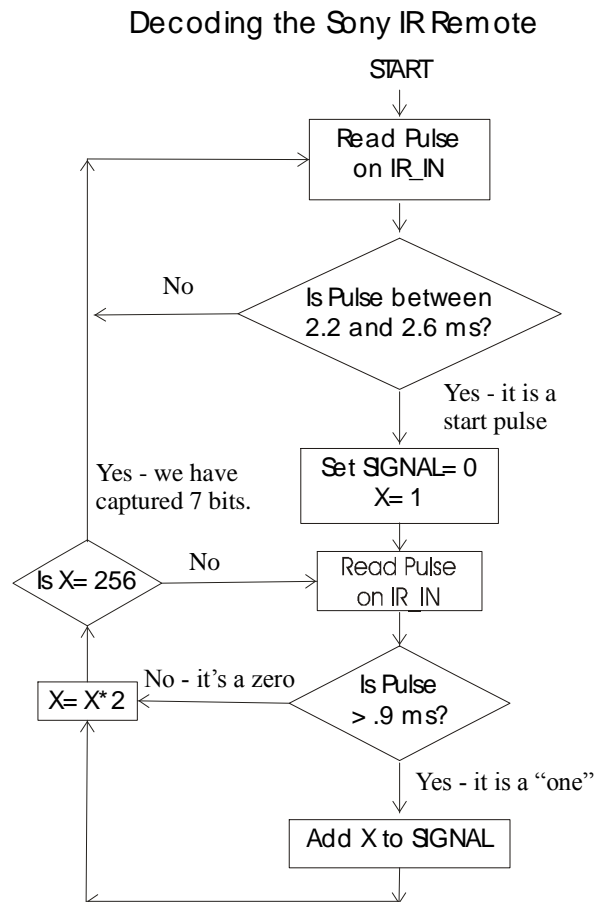 Decoding the Sony IR Remote
START
Read Pulse
on IR_IN
Is Pulse between
2.2 and 2.6 ms?
No
Yes - it is a
start pulse
Set SIGNAL= 0
X= 1
Yes - we have
captured 7 bits.
Is X= 256
No
Read Pulse
on IR_IN
Is Pulse
> .9 ms?
No - it’s a zero
X= X* 2
Yes - it is a “one”
Add X to SIGNAL